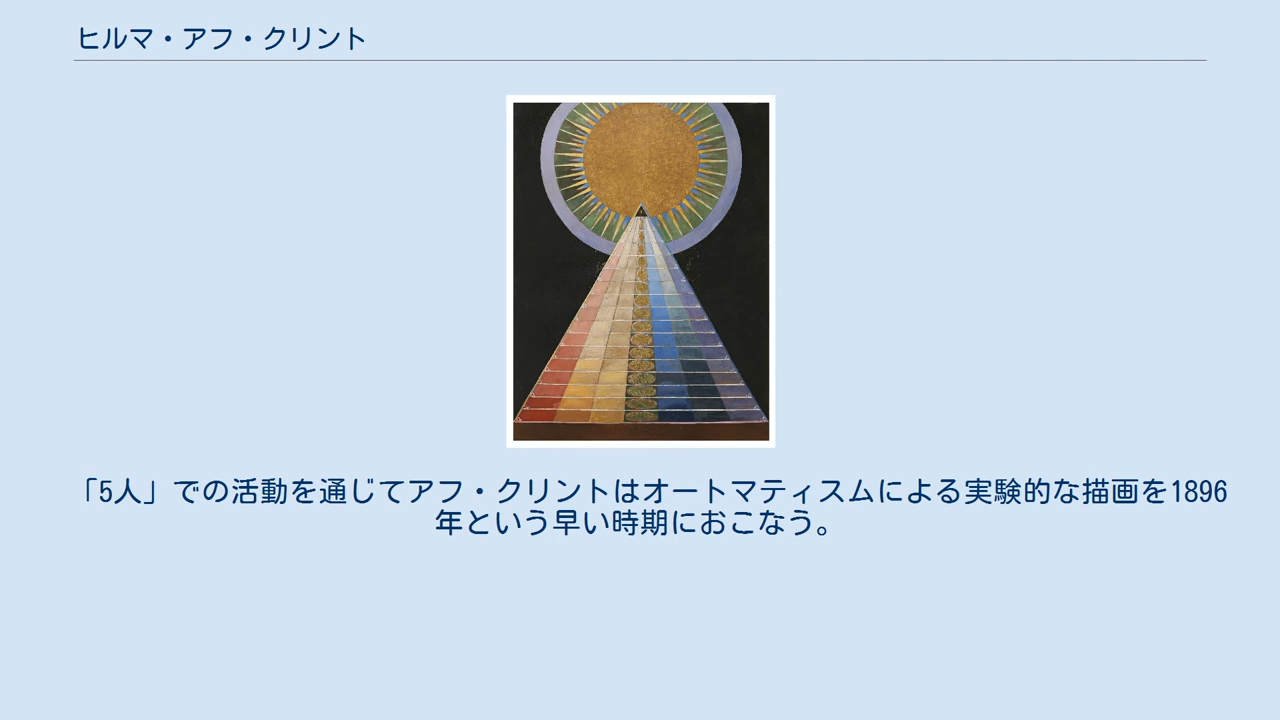 ヒルマ・アフ・クリント
「5人」での活動を通じてアフ・クリントはオートマティスムによる実験的な描画を1896
年という早い時期におこなう。